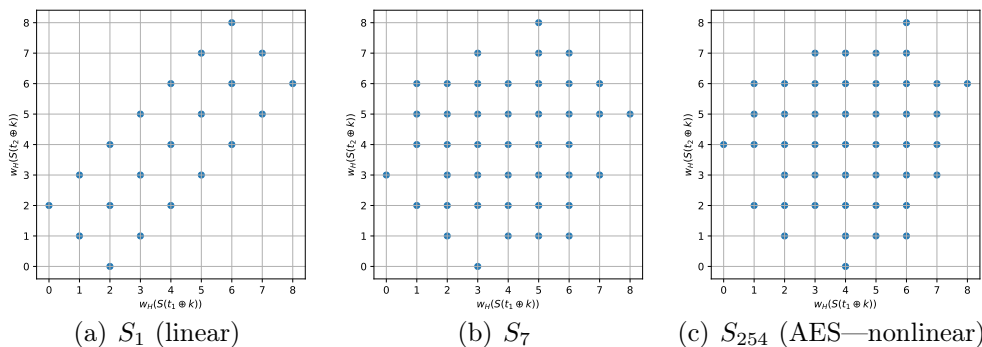 8
7
6
5
4
3
2
1
0
w_H(S(t_2 ⊕ k))
0 1 2 3 4 5 6 7 8
w_H(S(t_1 ⊕ k))
(a) S_1 (linear)
8
7
6
5
4
3
2
1
0
w_H(S(t_2 ⊕ k))
0 1 2 3 4 5 6 7 8
w_H(S(t_1 ⊕ k))
(b) S_7
8
7
6
5
4
3
2
1
0
w_H(S(t_2 ⊕ k))
0 1 2 3 4 5 6 7 8
w_H(S(t_1 ⊕ k))
(c) S_254 (AES—nonlinear)